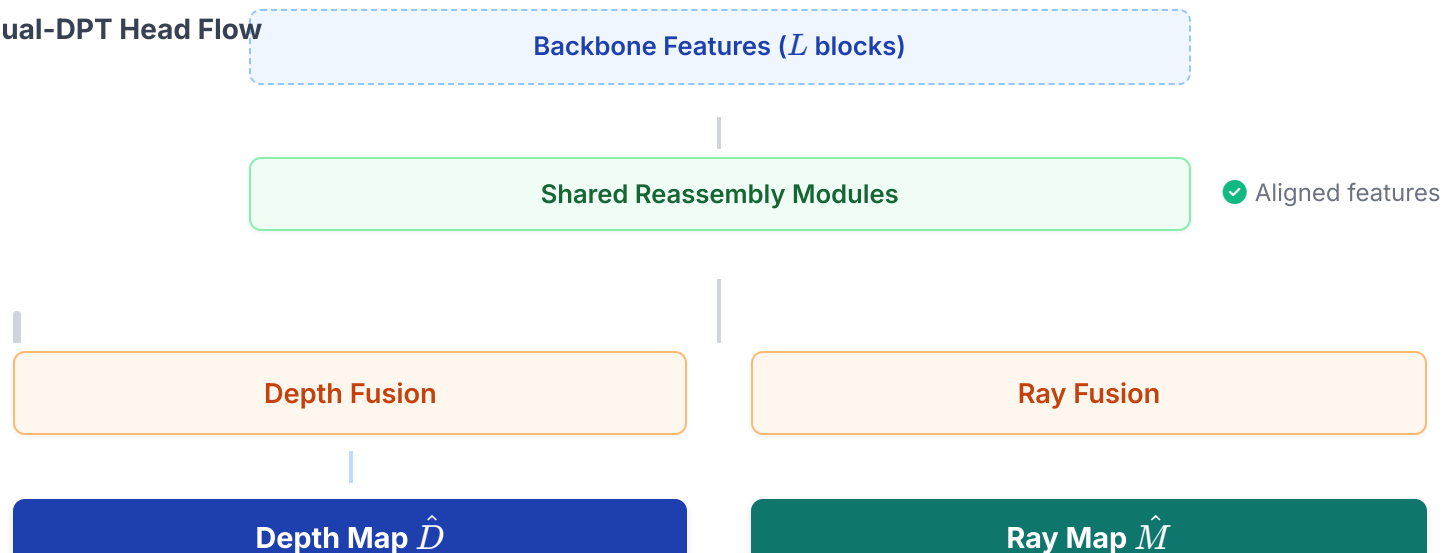 ual-DPT Head Flow
Backbone Features (L blocks)
Shared Reassembly Modules
Aligned features
Depth Fusion
Ray Fusion
Depth Map D̂
Ray Map M̂